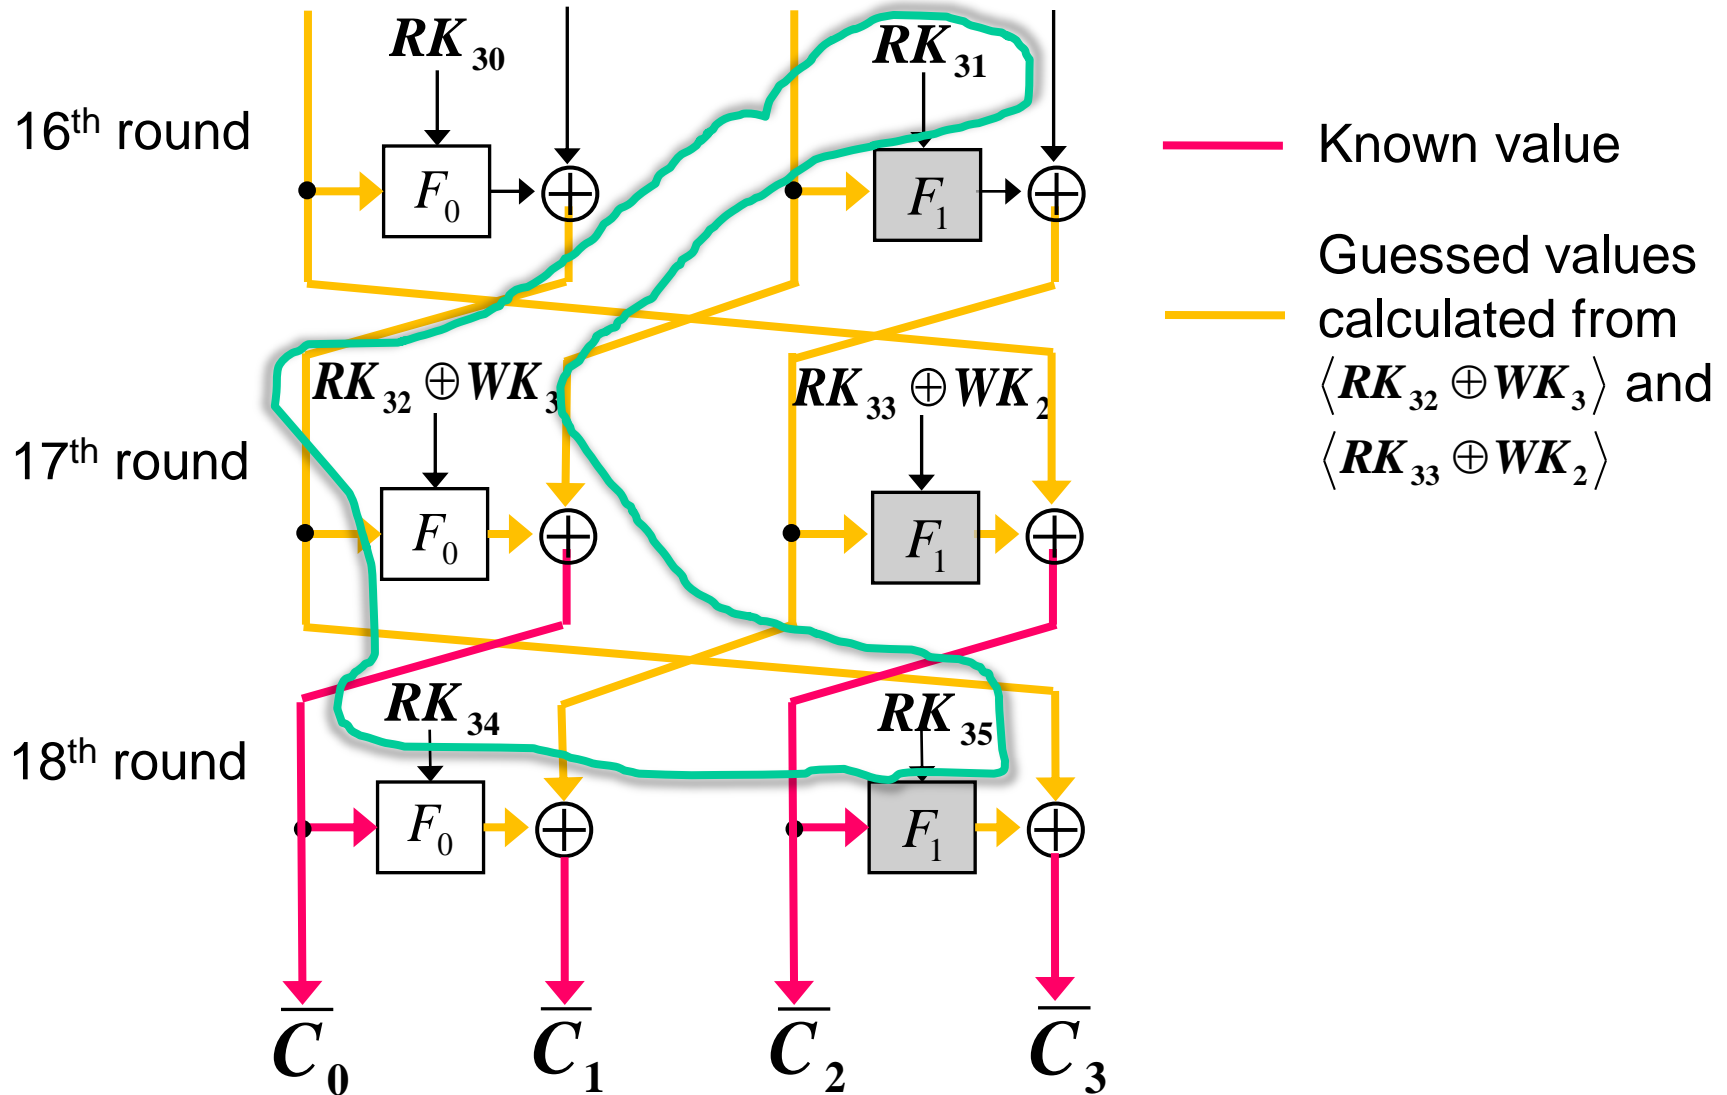 RK₃₀
RK₃₁
16ᵗʰ round
F₀
F₁
Known value
Guessed values
calculated from
⟨RK₃₂ ⊕ WK₃⟩ and
⟨RK₃₃ ⊕ WK₂⟩
RK₃₂ ⊕ WK₃
RK₃₃ ⊕ WK₂
17ᵗʰ round
F₀
F₁
RK₃₄
RK₃₅
18ᵗʰ round
F₀
F₁
C̅₀
C̅₁
C̅₂
C̅₃